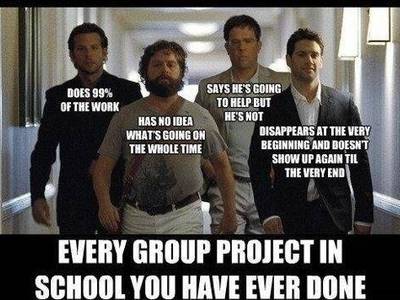 DOES 99%
OF THE WORK
HAS NO IDEA
WHAT'S GOING ON
THE WHOLE TIME
SAYS HE'S GOING
TO HELP BUT
HE'S NOT
DISAPPEARS AT THE VERY
BEGINNING AND DOESN'T
SHOW UP AGAIN TIL
THE VERY END
EVERY GROUP PROJECT IN
SCHOOL YOU HAVE EVER DONE